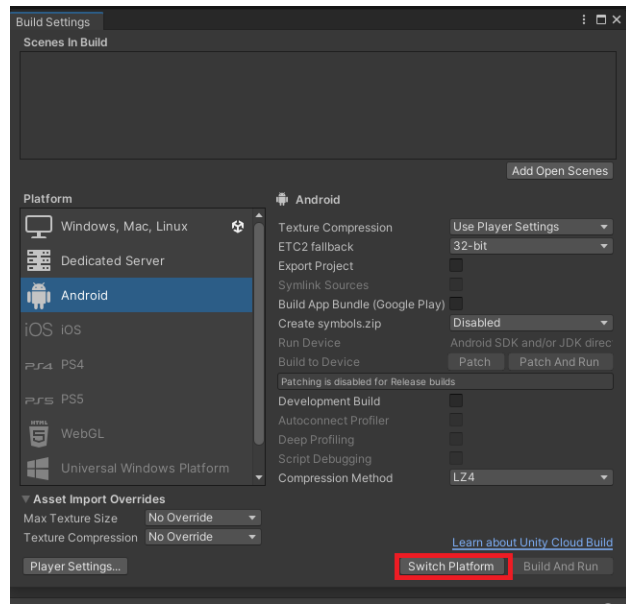 Build Settings
Scenes In Build
Add Open Scenes
Platform
Windows, Mac, Linux
Dedicated Server
Android
iOS iOS
PS4 PS4
PS5 PS5
HTML 5 WebGL
Universal Windows Platform
Android
Texture Compression Use Player Settings
ETC2 fallback 32-bit
Export Project
Symlink Sources
Build App Bundle (Google Play)
Create symbols.zip Disabled
Run Device Android SDK and/or JDK direc
Build to Device Patch Patch And Run
Patching is disabled for Release builds
Development Build
Autoconnect Profiler
Deep Profiling
Script Debugging
Compression Method LZ4
Asset Import Overrides
Max Texture Size No Override
Texture Compression No Override
Learn about Unity Cloud Build
Player Settings... Switch Platform Build And Run